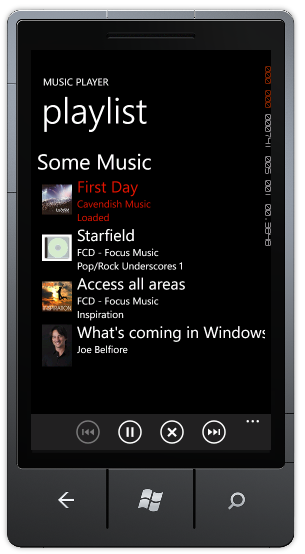 MUSIC PLAYER
playlist
Some Music
First Day
Cavendish Music
Loaded
Starfield
FCD - Focus Music
Pop/Rock Underscores 1
Access all areas
FCD - Focus Music
Inspiration
INSPIRATION
What's coming in Windows
Joe Belfiore